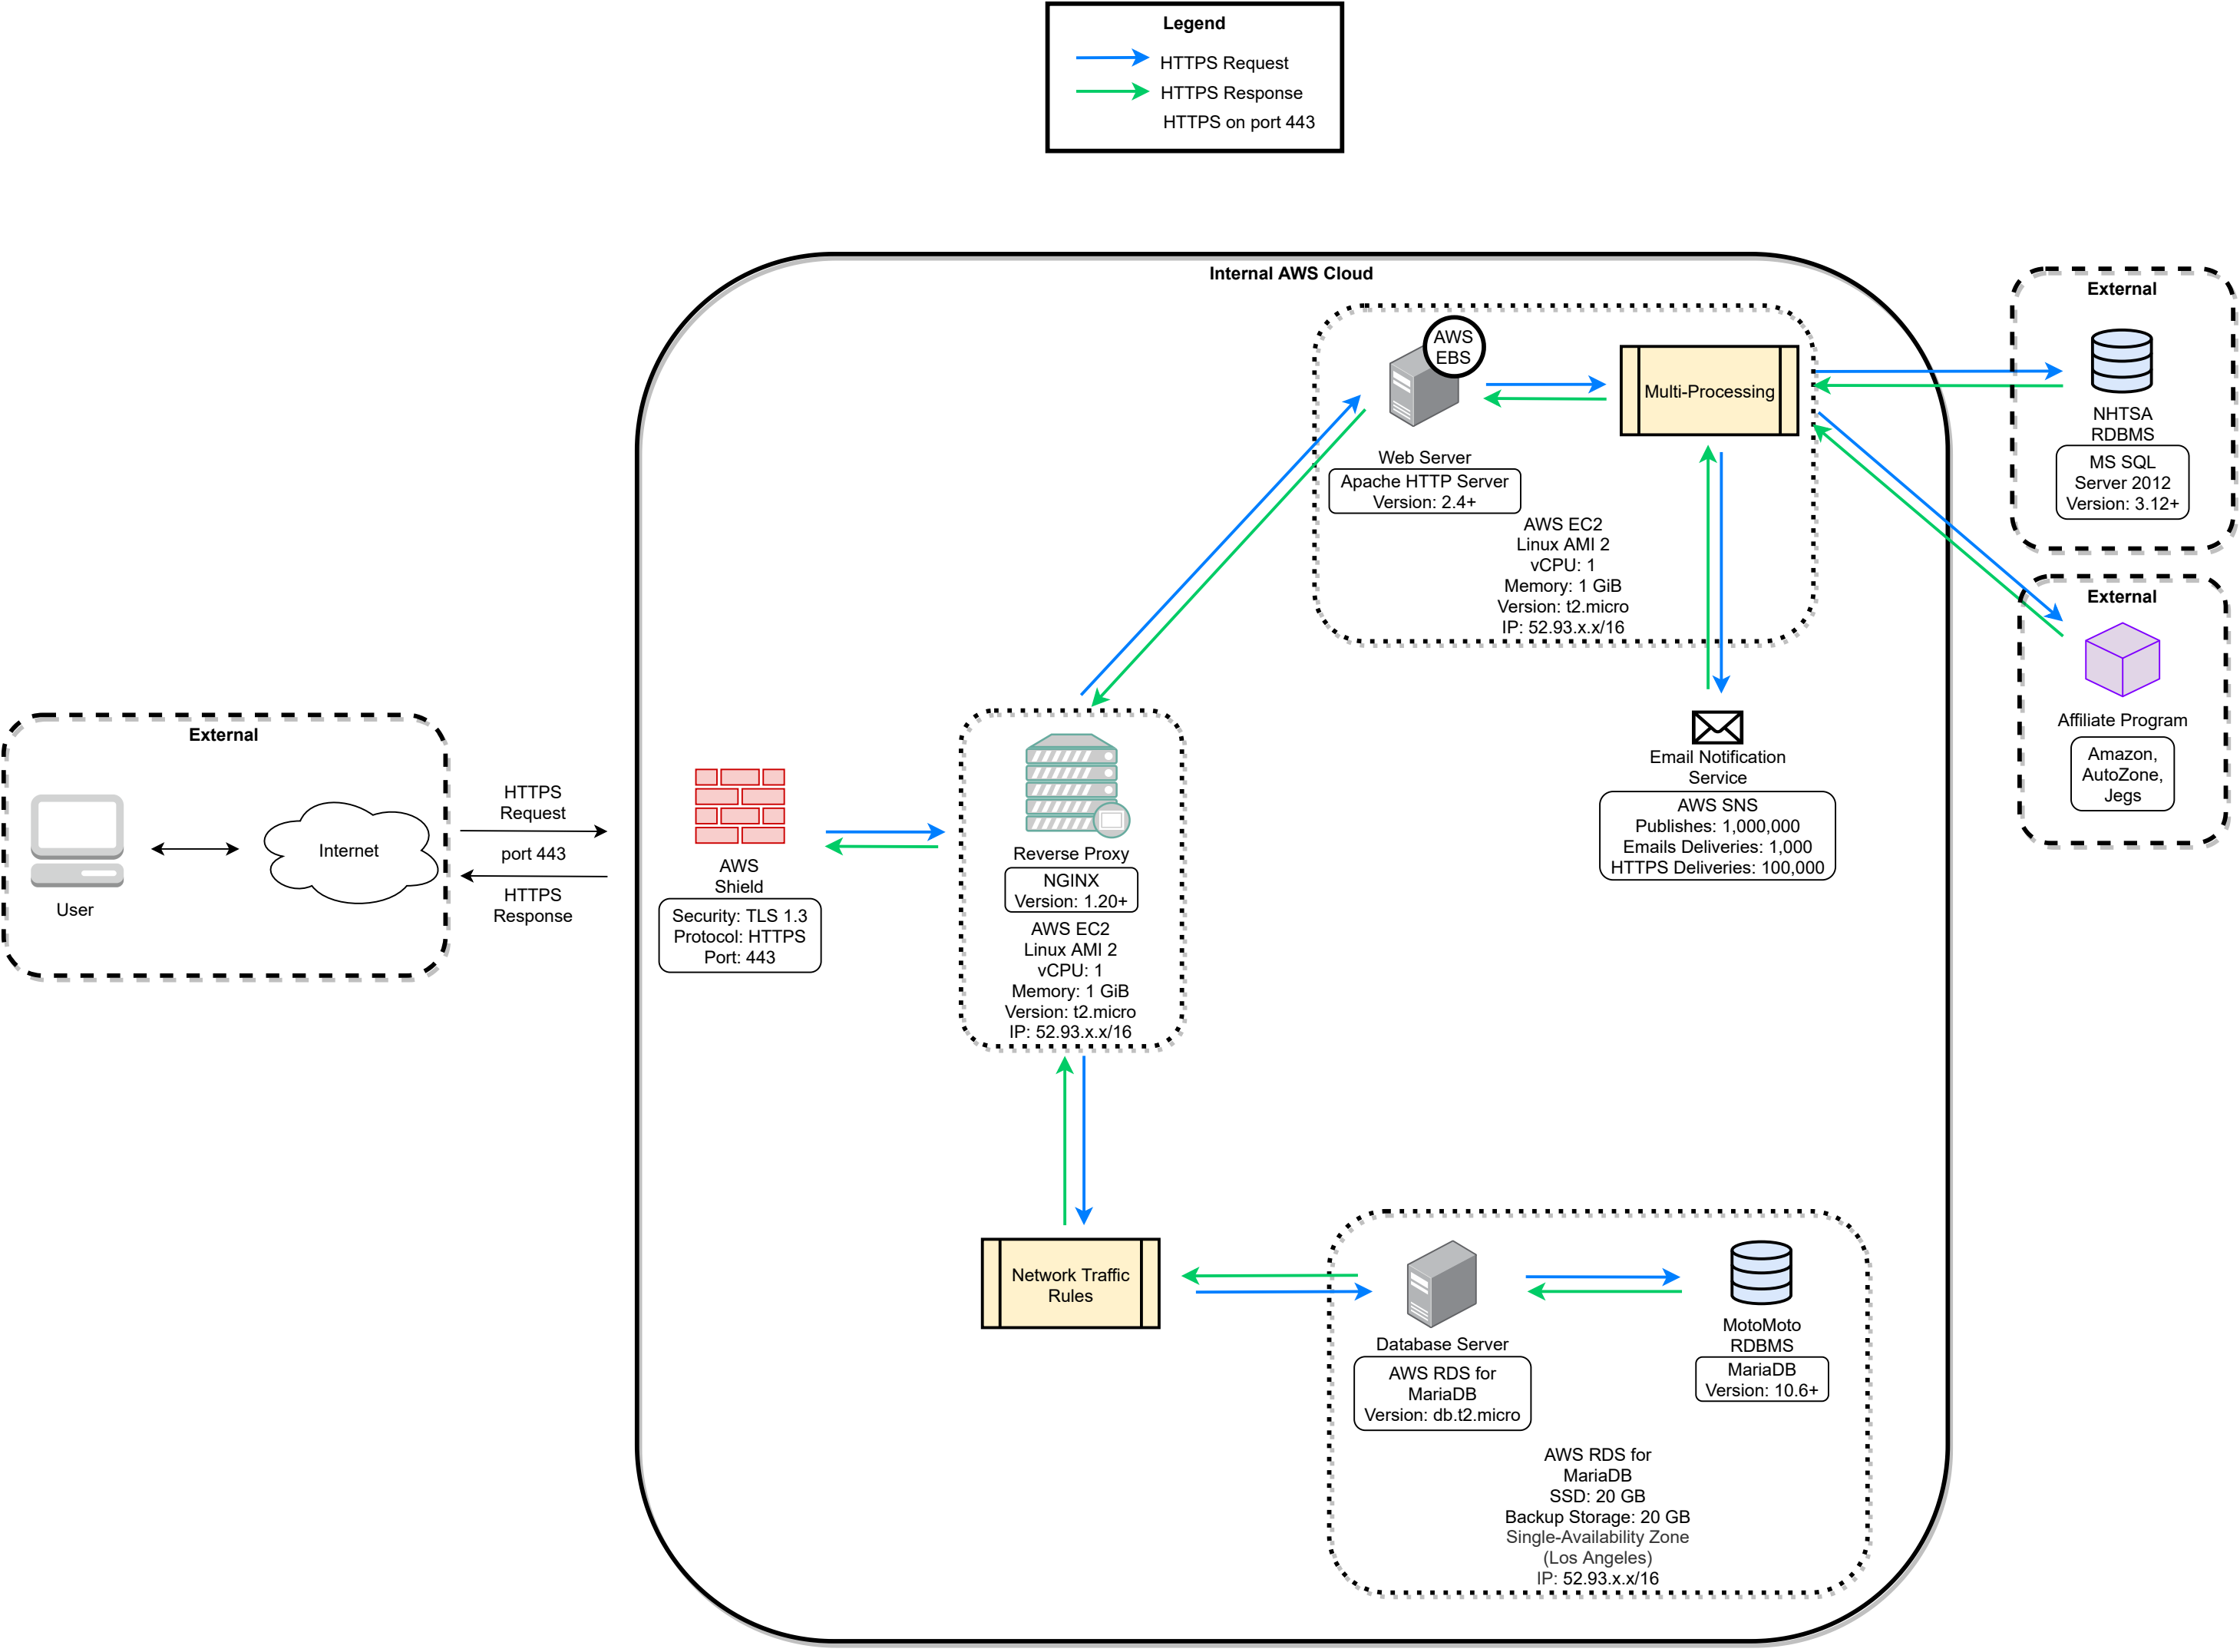 Legend
HTTPS Request
HTTPS Response
HTTPS on port 443
Internal AWS Cloud
External
User
Internet
HTTPS
Request
port 443
HTTPS
Response
AWS
Shield
Security: TLS 1.3
Protocol: HTTPS
Port: 443
Reverse Proxy
NGINX
Version: 1.20+
AWS EC2
Linux AMI 2
vCPU: 1
Memory: 1 GiB
Version: t2.micro
IP: 52.93.x.x/16
AWS
EBS
Web Server
Apache HTTP Server
Version: 2.4+
Multi-Processing
AWS EC2
Linux AMI 2
vCPU: 1
Memory: 1 GiB
Version: t2.micro
IP: 52.93.x.x/16
External
NHTSA
RDBMS
MS SQL
Server 2012
Version: 3.12+
External
Affiliate Program
Amazon,
AutoZone,
Jegs
Email Notification
Service
AWS SNS
Publishes: 1,000,000
Emails Deliveries: 1,000
HTTPS Deliveries: 100,000
Network Traffic
Rules
Database Server
AWS RDS for
MariaDB
Version: db.t2.micro
MotoMoto
RDBMS
MariaDB
Version: 10.6+
AWS RDS for
MariaDB
SSD: 20 GB
Backup Storage: 20 GB
Single-Availability Zone
(Los Angeles)
IP: 52.93.x.x/16